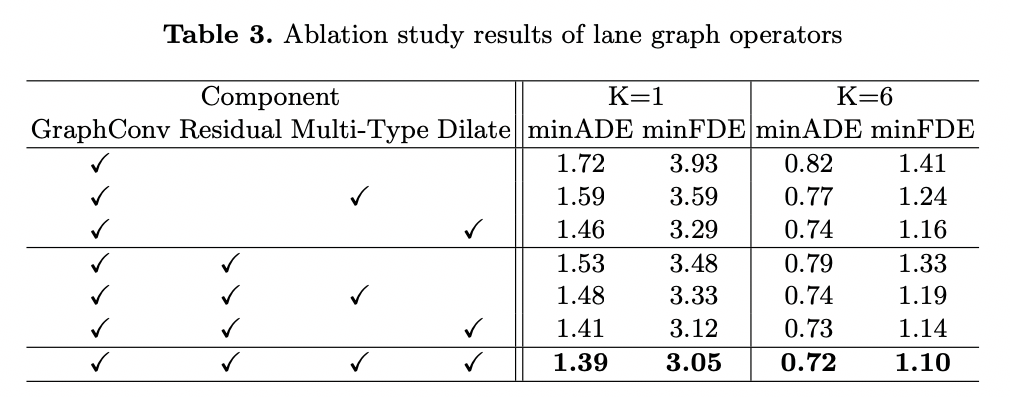 Table 3. Ablation study results of lane graph operators
Component K=1 K=6
GraphConv Residual Multi-Type Dilate minADE minFDE minADE minFDE
✓ 1.72 3.93 0.82 1.41
✓ ✓ 1.59 3.59 0.77 1.24
✓ ✓ 1.46 3.29 0.74 1.16
✓ ✓ 1.53 3.48 0.79 1.33
✓ ✓ ✓ 1.48 3.33 0.74 1.19
✓ ✓ ✓ 1.41 3.12 0.73 1.14
✓ ✓ ✓ ✓ 1.39 3.05 0.72 1.10